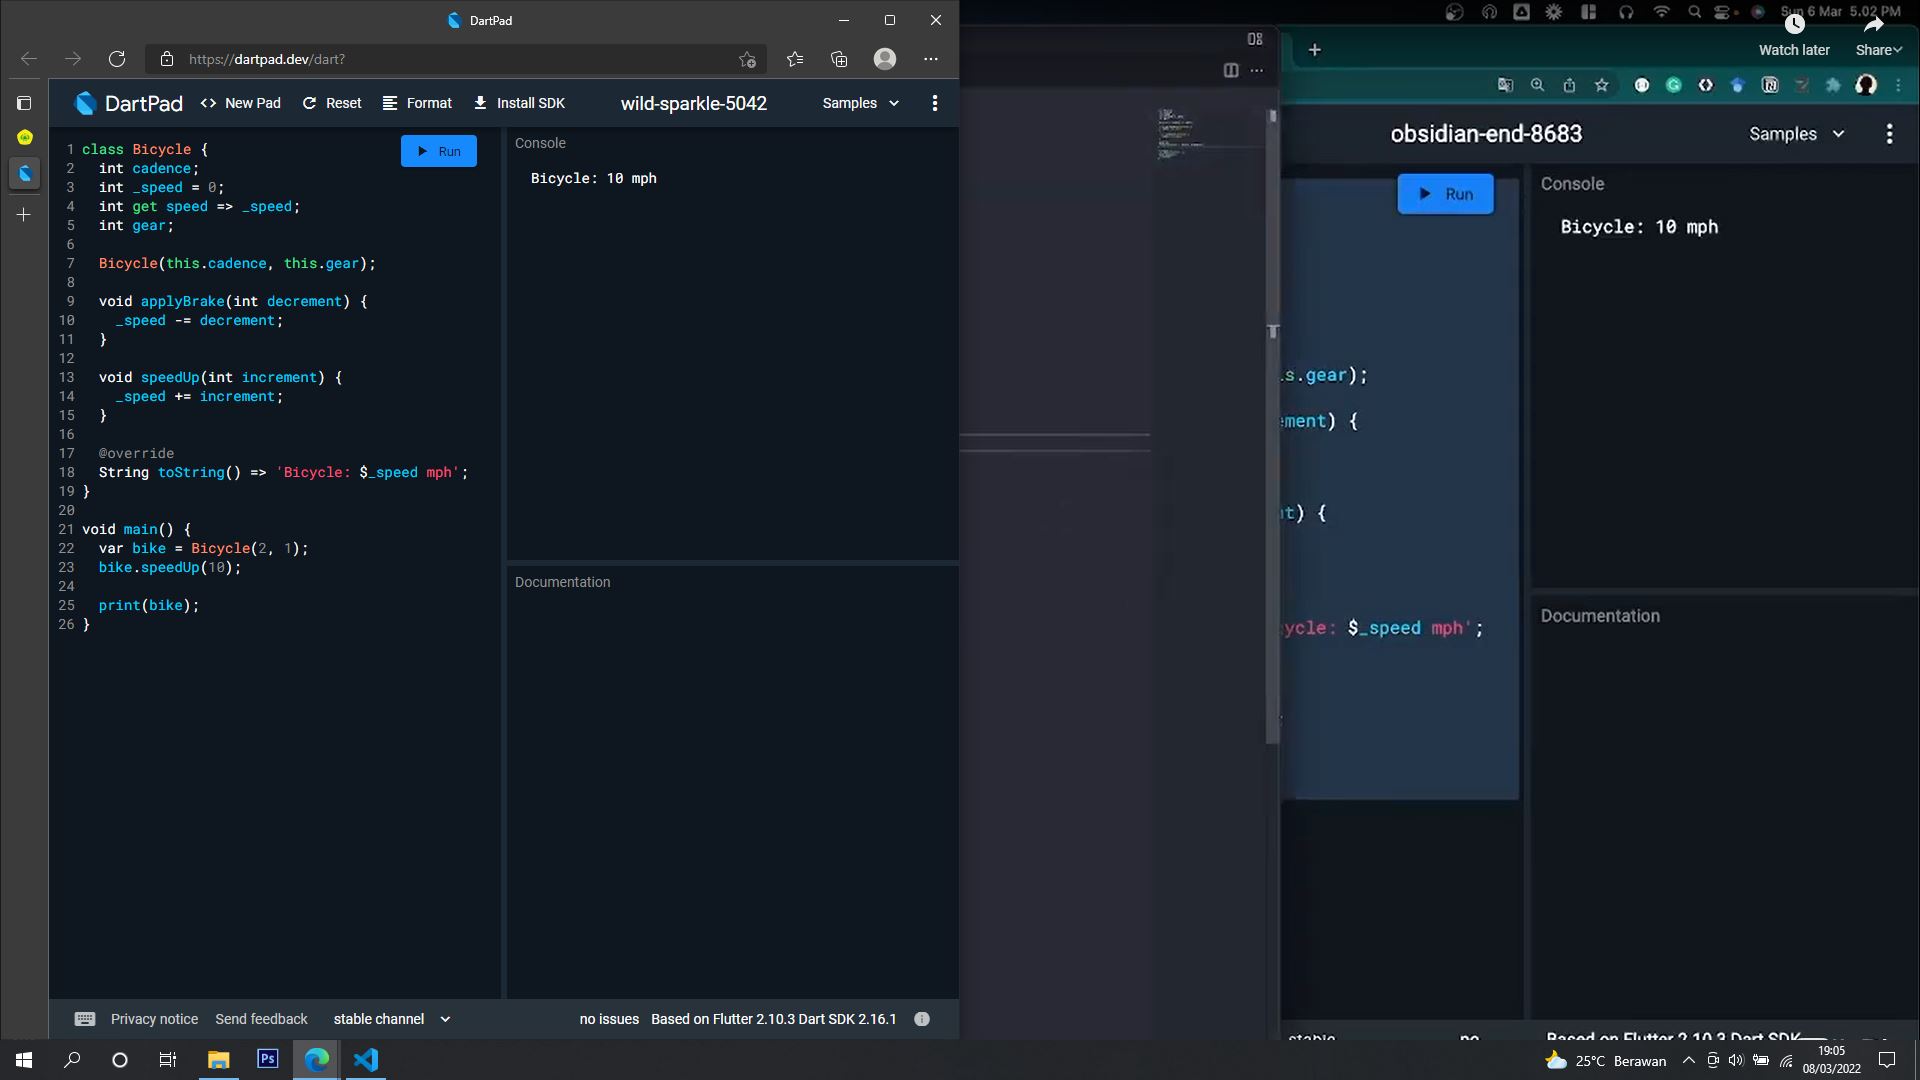 DartPad
https://dartpad.dev/dart?
DartPad
New Pad
Reset
Format
Install SDK
wild-sparkle-5042
Samples
1 class Bicycle {
2 int cadence;
3 int _speed = 0;
4 int get speed => _speed;
5 int gear;
6
7 Bicycle(this.cadence, this.gear);
8
9 void applyBrake(int decrement) {
10 _speed -= decrement;
11 }
12
13 void speedUp(int increment) {
14 _speed += increment;
15 }
16
17 @override
18 String toString() => 'Bicycle: $_speed mph';
19 }
20
21 void main() {
22 var bike = Bicycle(2, 1);
23 bike.speedUp(10);
24
25 print(bike);
26 }
Run
Console
Bicycle: 10 mph
Documentation
Privacy notice
Send feedback
stable channel
no issues
Based on Flutter 2.10.3 Dart SDK 2.16.1
Sun 6 Mar 5.02 PM
Watch later
Share
obsidian-end-8683
Samples
Run
Console
Bicycle: 10 mph
s.gear);
ement) {
nt) {
ycle: $_speed mph';
;
Documentation
stable
no
Based on Flutter 2.10.3 Dart SDK
Ps
25°C Berawan
19:05
08/03/2022